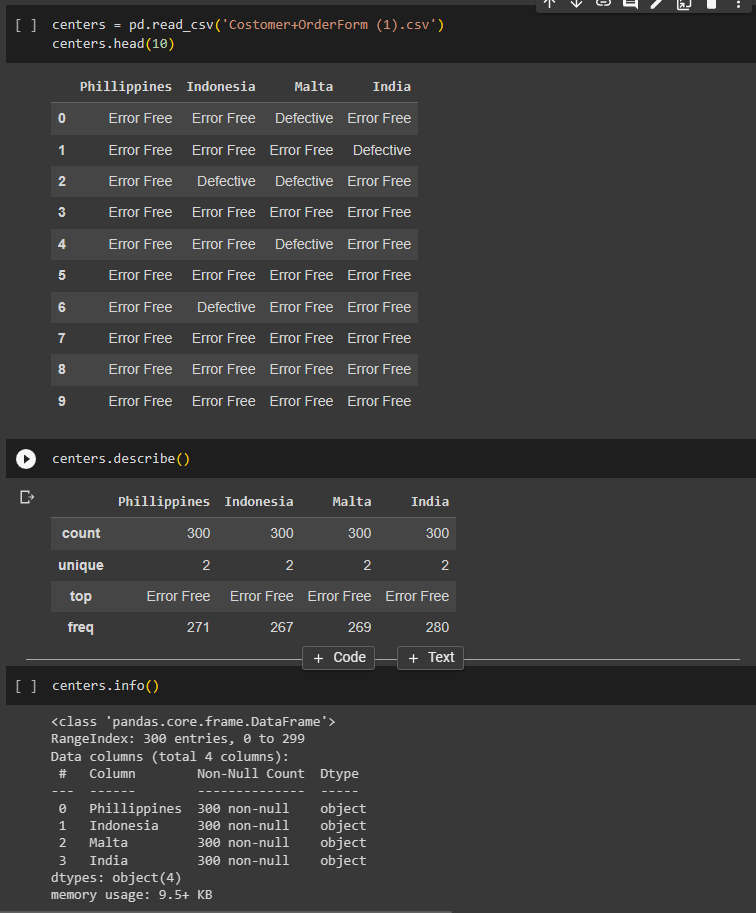 [ ] centers = pd.read_csv('Costomer+OrderForm (1).csv')
centers.head(10)
Phillippines Indonesia Malta India
0 Error Free Error Free Defective Error Free
1 Error Free Error Free Error Free Defective
2 Error Free Defective Defective Error Free
3 Error Free Error Free Error Free Error Free
4 Error Free Error Free Defective Error Free
5 Error Free Error Free Error Free Error Free
6 Error Free Defective Error Free Error Free
7 Error Free Error Free Error Free Error Free
8 Error Free Error Free Error Free Error Free
9 Error Free Error Free Error Free Error Free
centers.describe()
Phillippines Indonesia Malta India
count 300 300 300 300
unique 2 2 2 2
top Error Free Error Free Error Free Error Free
freq 271 267 269 280
+ Code + Text
[ ] centers.info()
<class 'pandas.core.frame.DataFrame'>
RangeIndex: 300 entries, 0 to 299
Data columns (total 4 columns):
# Column Non-Null Count Dtype
--- ------ -------------- -----
0 Phillippines 300 non-null object
1 Indonesia 300 non-null object
2 Malta 300 non-null object
3 India 300 non-null object
dtypes: object(4)
memory usage: 9.5+ KB